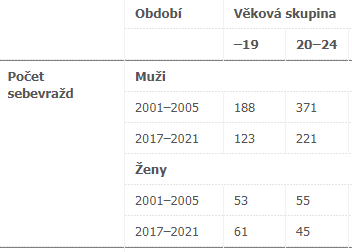 Období Věková skupina
–19 20–24
Počet sebevražd Muži
2001–2005 188 371
2017–2021 123 221
Ženy
2001–2005 53 55
2017–2021 61 45